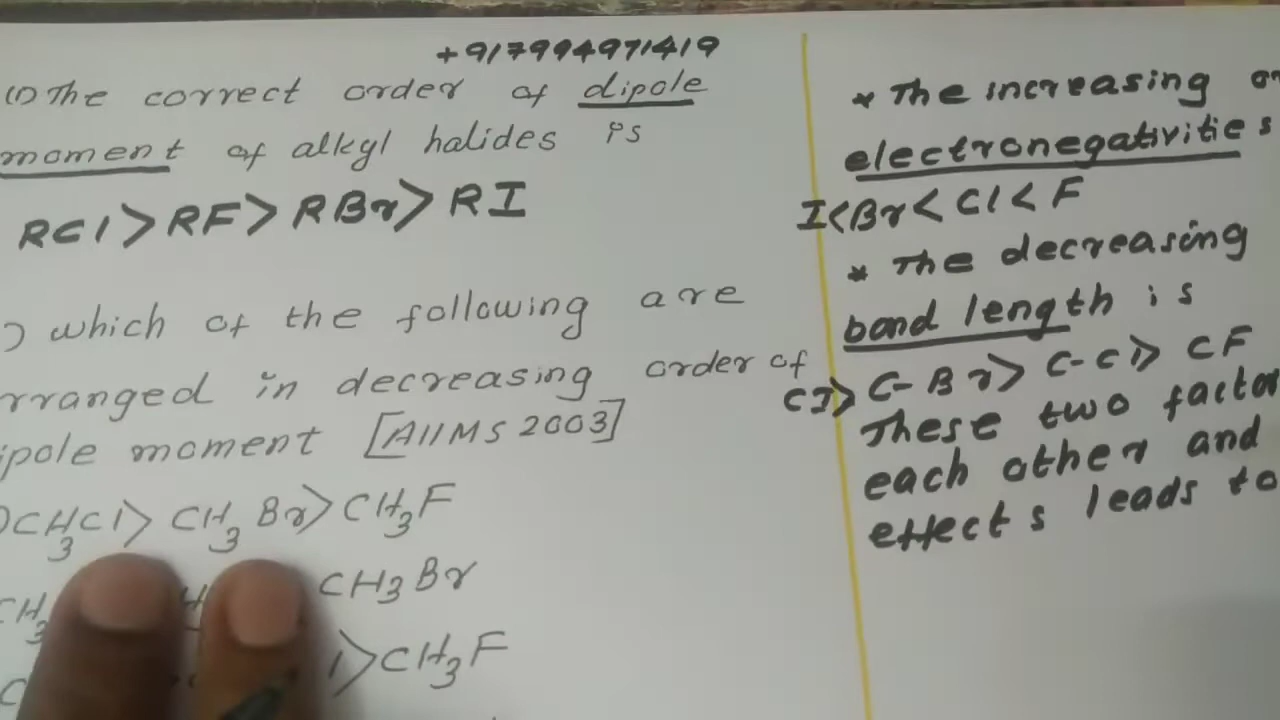 +917994971419
(1) The correct order of dipole
moment of alkyl halides is
RCl > RF > RBr > RI
) which of the following are
rranged in decreasing order of
ipole moment [AIIMS 2003]
)CH3Cl > CH3Br > CH3F
CH3 CH3Br
l > CH3F
* The increasing or
electronegativities
I < Br < Cl < F
* The decreasing
bond length is
CI > C-Br > C-Cl > CF
These two factor
each other and
effects leads to